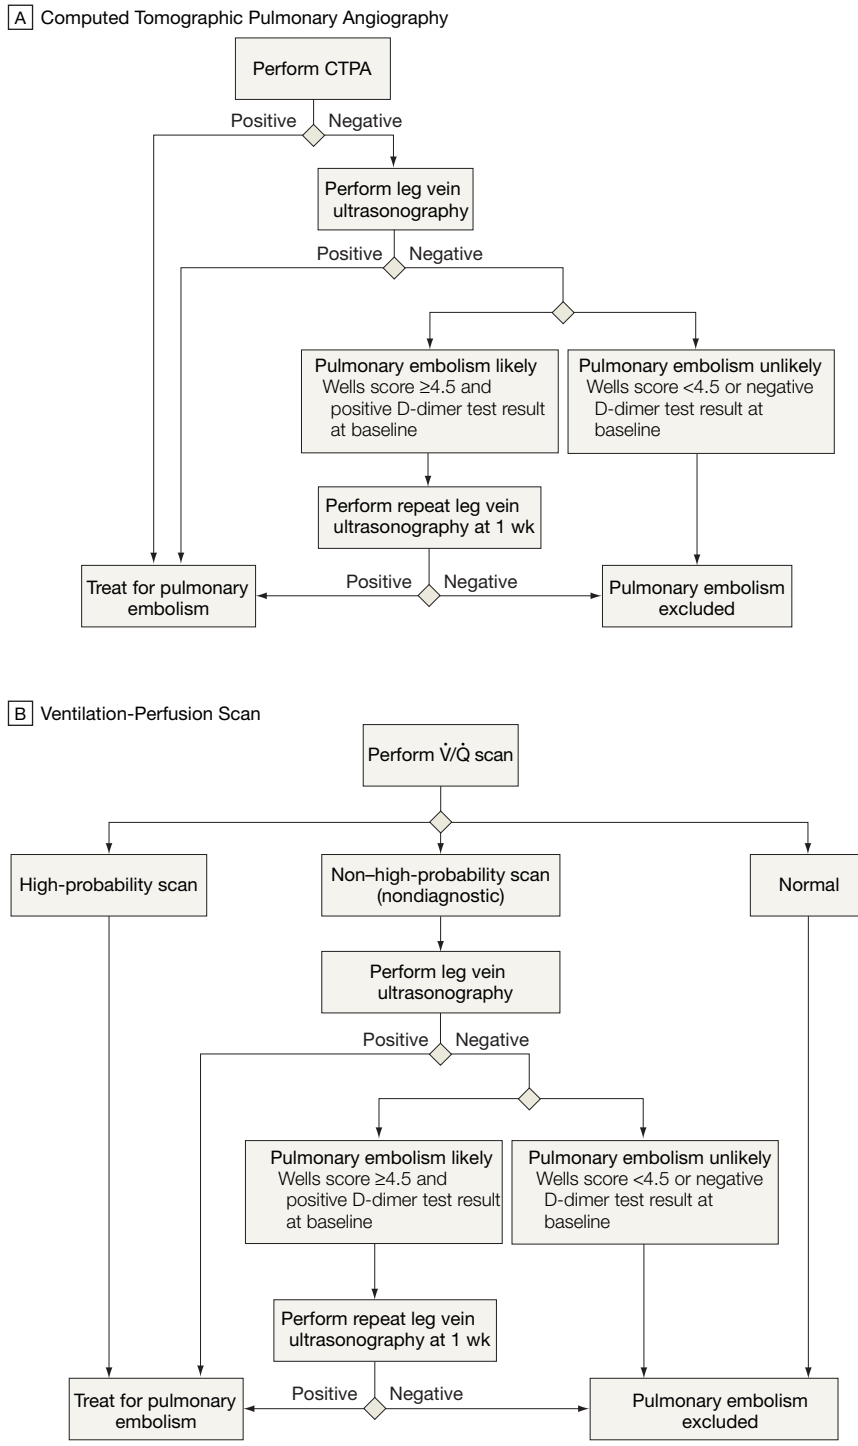 A Computed Tomographic Pulmonary Angiography
Perform CTPA
Positive Negative
Perform leg vein
ultrasonography
Positive Negative
Pulmonary embolism likely
Wells score ≥4.5 and
positive D-dimer test result
at baseline
Pulmonary embolism unlikely
Wells score <4.5 or negative
D-dimer test result at
baseline
Perform repeat leg vein
ultrasonography at 1 wk
Positive Negative
Treat for pulmonary
embolism
Pulmonary embolism
excluded
B Ventilation-Perfusion Scan
Perform V̇/Q̇ scan
High-probability scan
Non–high-probability scan
(nondiagnostic)
Normal
Perform leg vein
ultrasonography
Positive Negative
Pulmonary embolism likely
Wells score ≥4.5 and
positive D-dimer test result
at baseline
Pulmonary embolism unlikely
Wells score <4.5 or negative
D-dimer test result at
baseline
Perform repeat leg vein
ultrasonography at 1 wk
Positive Negative
Treat for pulmonary
embolism
Pulmonary embolism
excluded